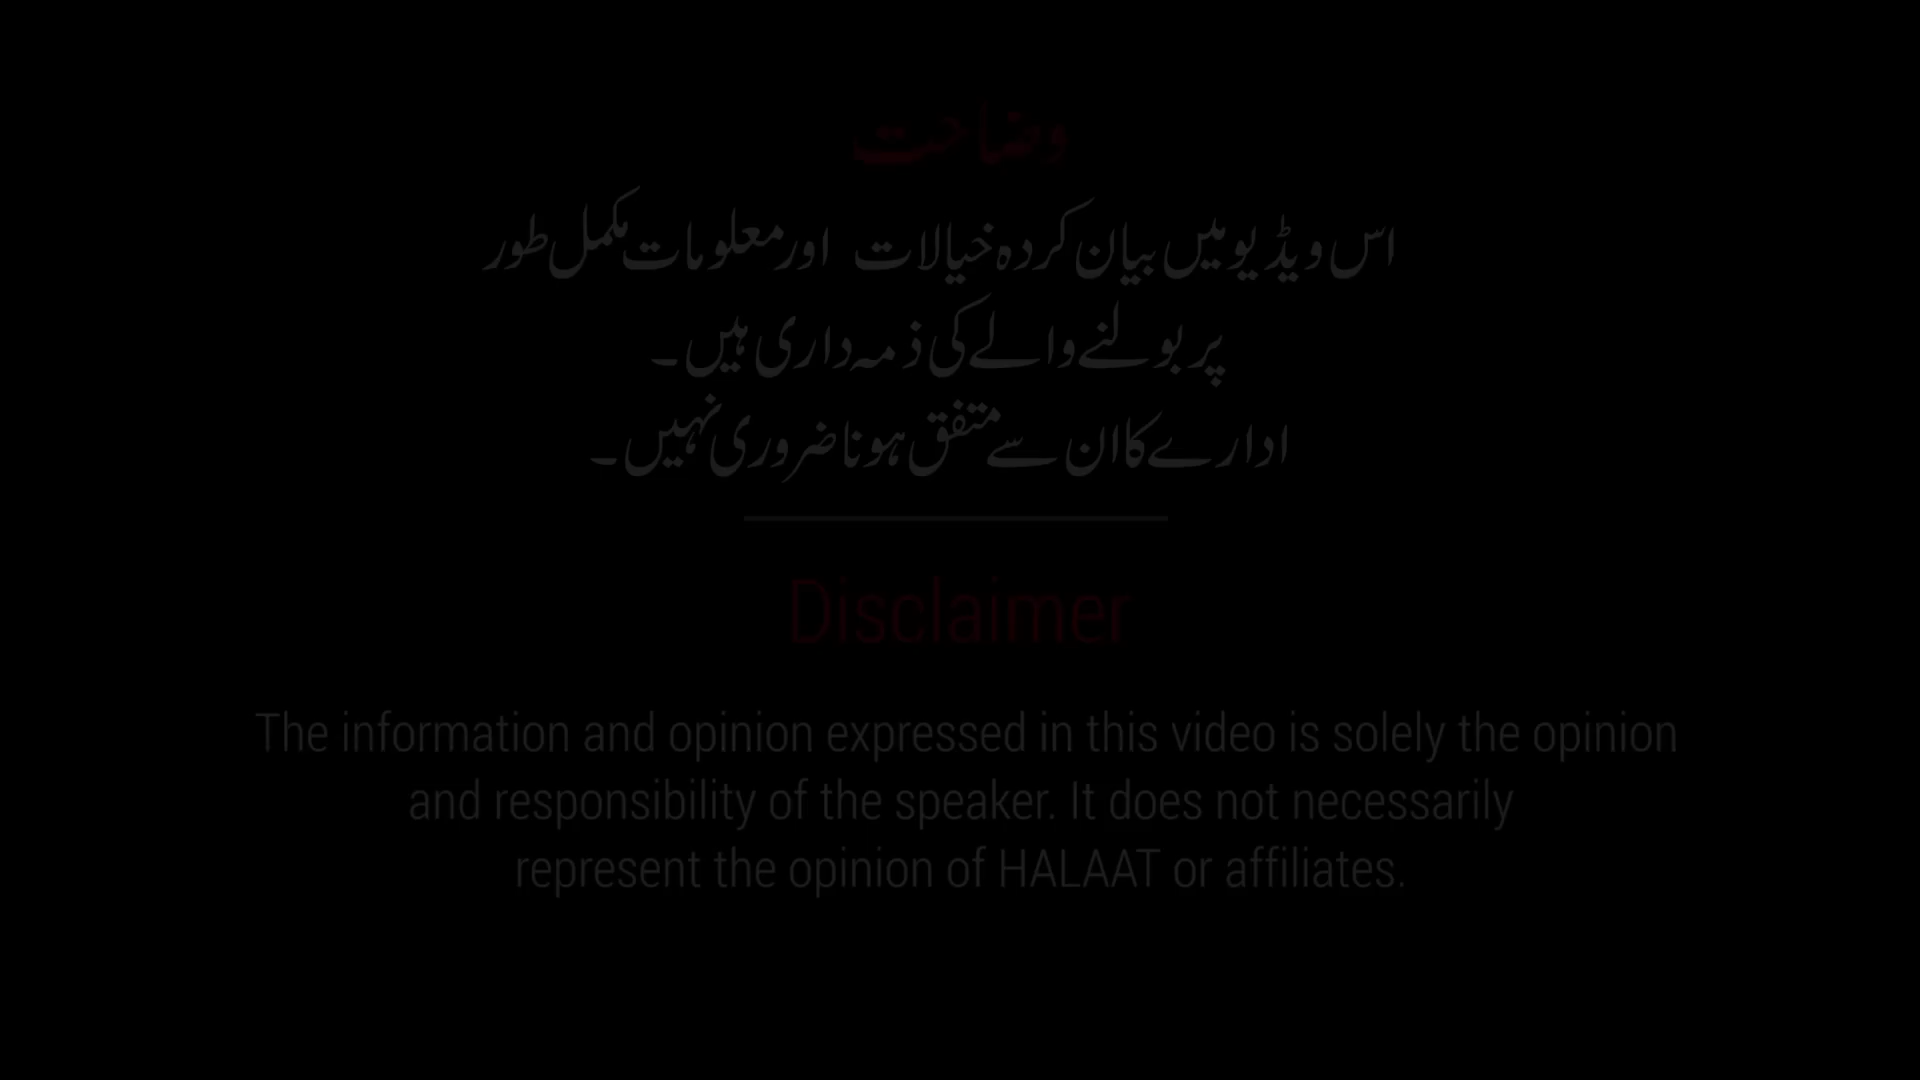 وضاحت
اس ویڈیو میں بیان کردہ خیالات اور معلومات مکمل طور
پر بولنے والے کی ذمہ داری ہیں۔
ادارے کا ان سے متفق ہونا ضروری نہیں۔
Disclaimer
The information and opinion expressed in this video is solely the opinion
and responsibility of the speaker. It does not necessarily
represent the opinion of HALAAT or affiliates.